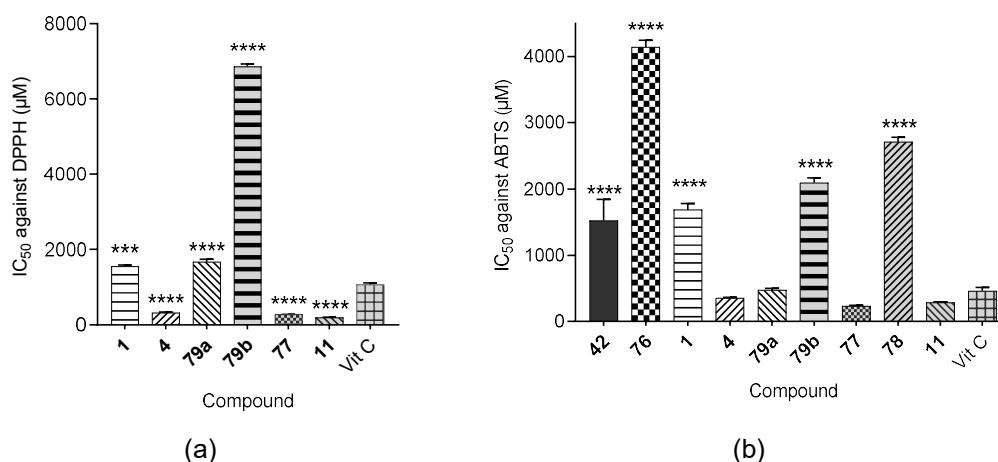 8000
6000
4000
2000
0
IC50 against DPPH (µM)
***
****
****
****
****
****
1
4
79a
79b
77
11
Vit C
Compound
(a)
4000
3000
2000
1000
0
IC50 against ABTS (µM)
****
****
****
****
****
42
76
1
4
79a
79b
77
78
11
Vit C
Compound
(b)